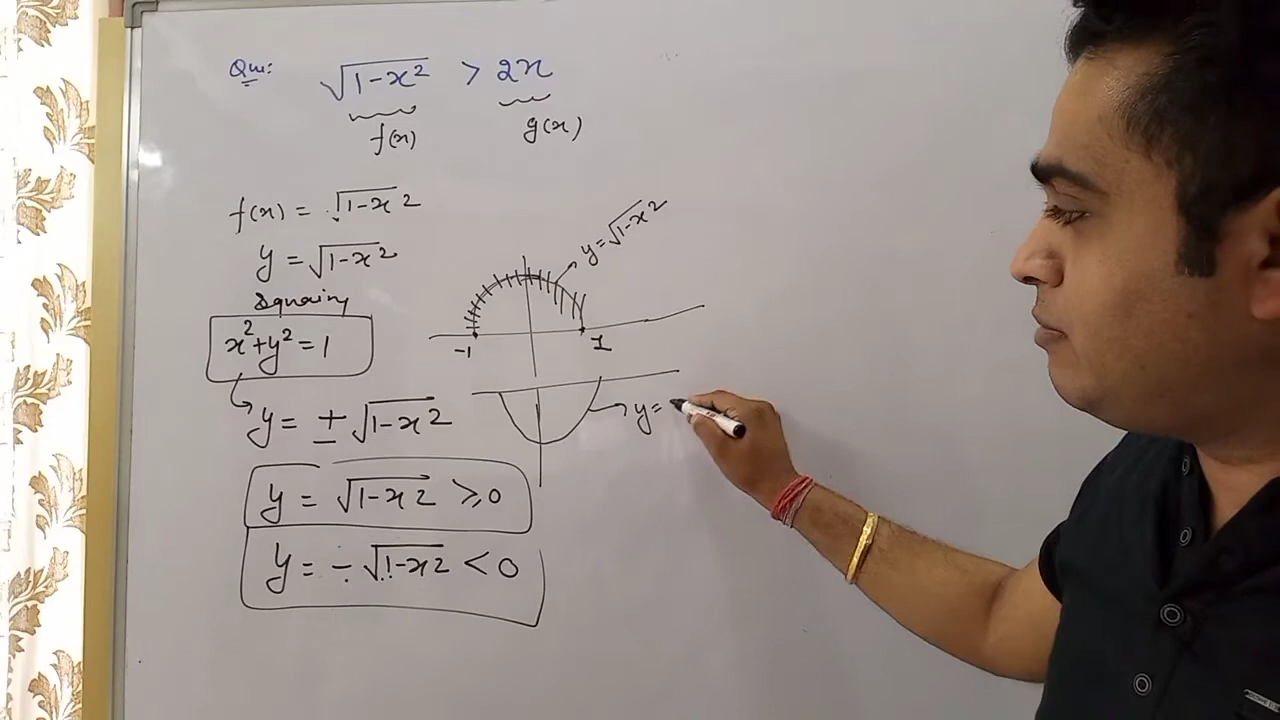 Que: √1-x² > 2x
f(x) g(x)
f(x) = √1-x²
y = √1-x²
Squaring
x²+y²=1
y = ± √1-x²
y = √1-x² ≥ 0
y = - √1-x² < 0
y=√1-x²
-1 1
y=